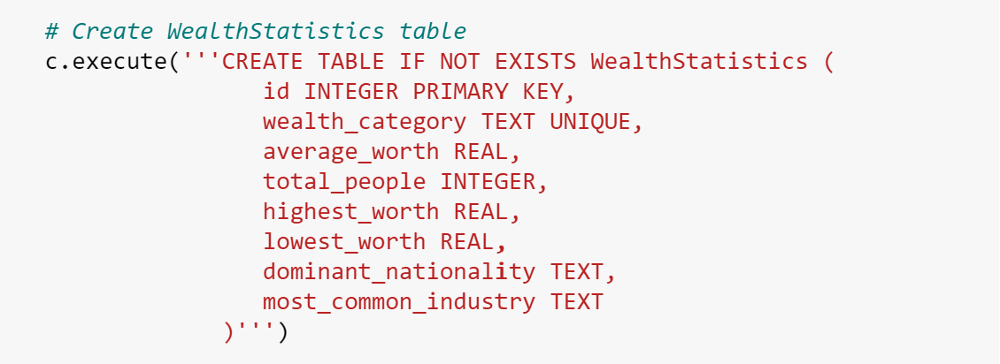 # Create WealthStatistics table
c.execute('''CREATE TABLE IF NOT EXISTS WealthStatistics (
                id INTEGER PRIMARY KEY,
                wealth_category TEXT UNIQUE,
                average_worth REAL,
                total_people INTEGER,
                highest_worth REAL,
                lowest_worth REAL,
                dominant_nationality TEXT,
                most_common_industry TEXT
             )''')